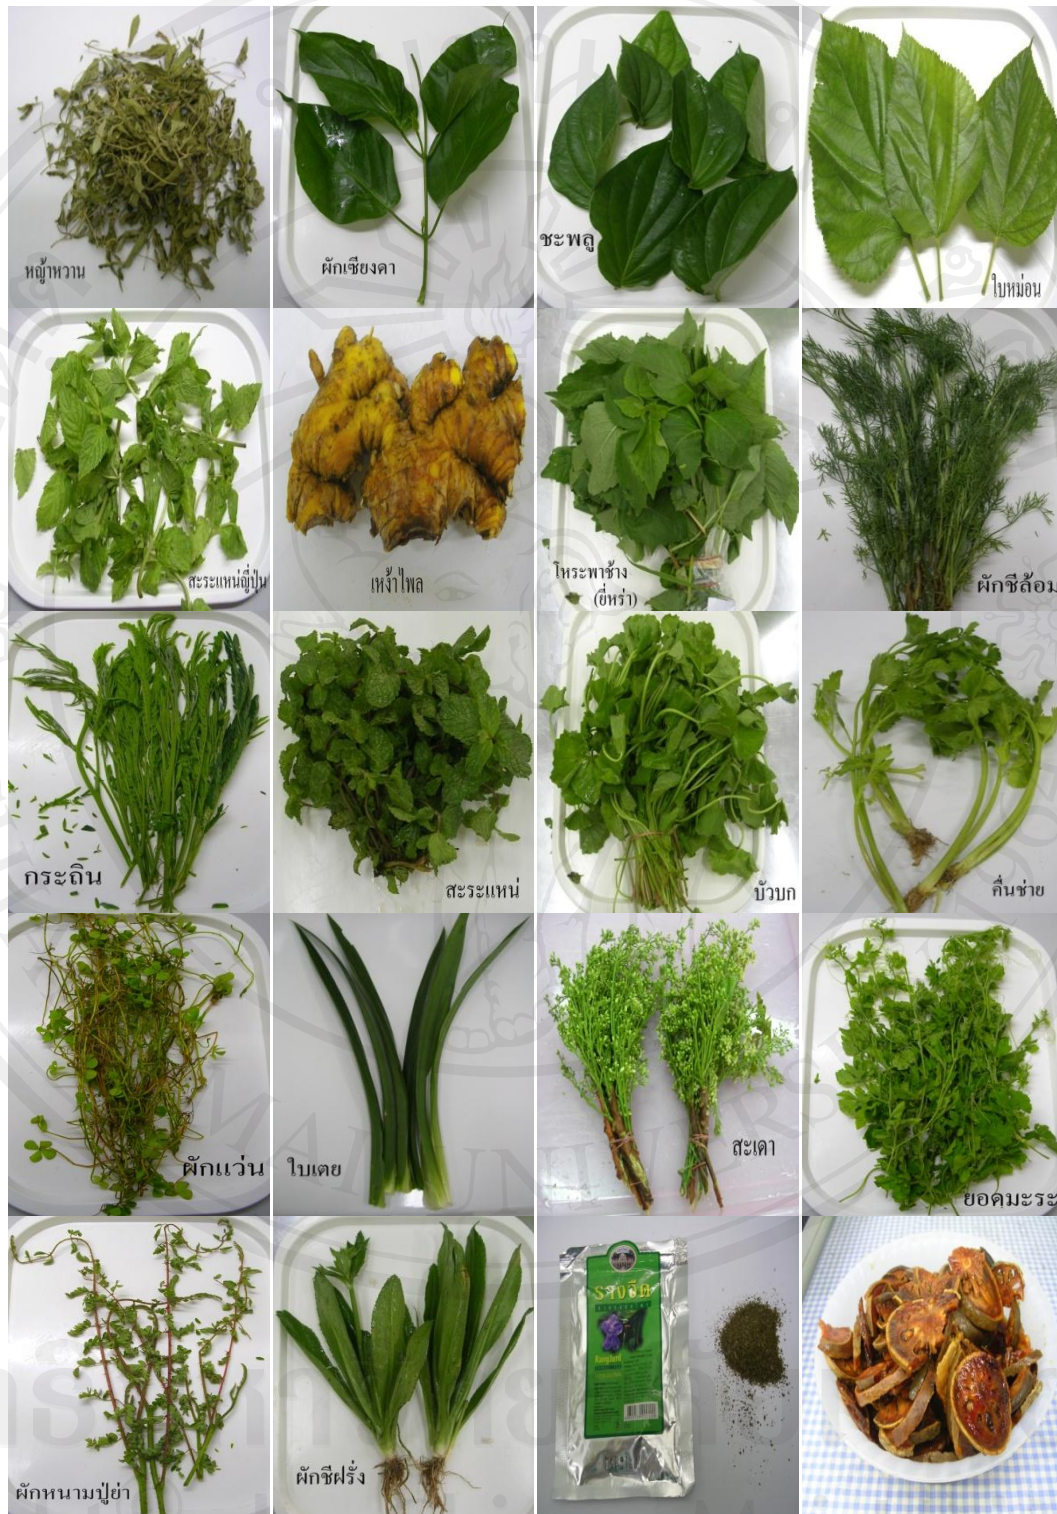 หญ้าหวาน
ผักเซียงดา
ชะพลู
ใบหม่อน
สะระแหน่ญี่ปุ่น
เหง้าไพล
โหระพาช้าง
(ยี่หร่า)
ผักชีล้อม
กระถิน
สะระแหน่
บัวบก
คื่นช่าย
ผักแว่น
ใบเตย
สะเดา
ยอดมะระ
ผักหนามปู่ย่า
ผักชีฝรั่ง
รางจืด
RangJurd